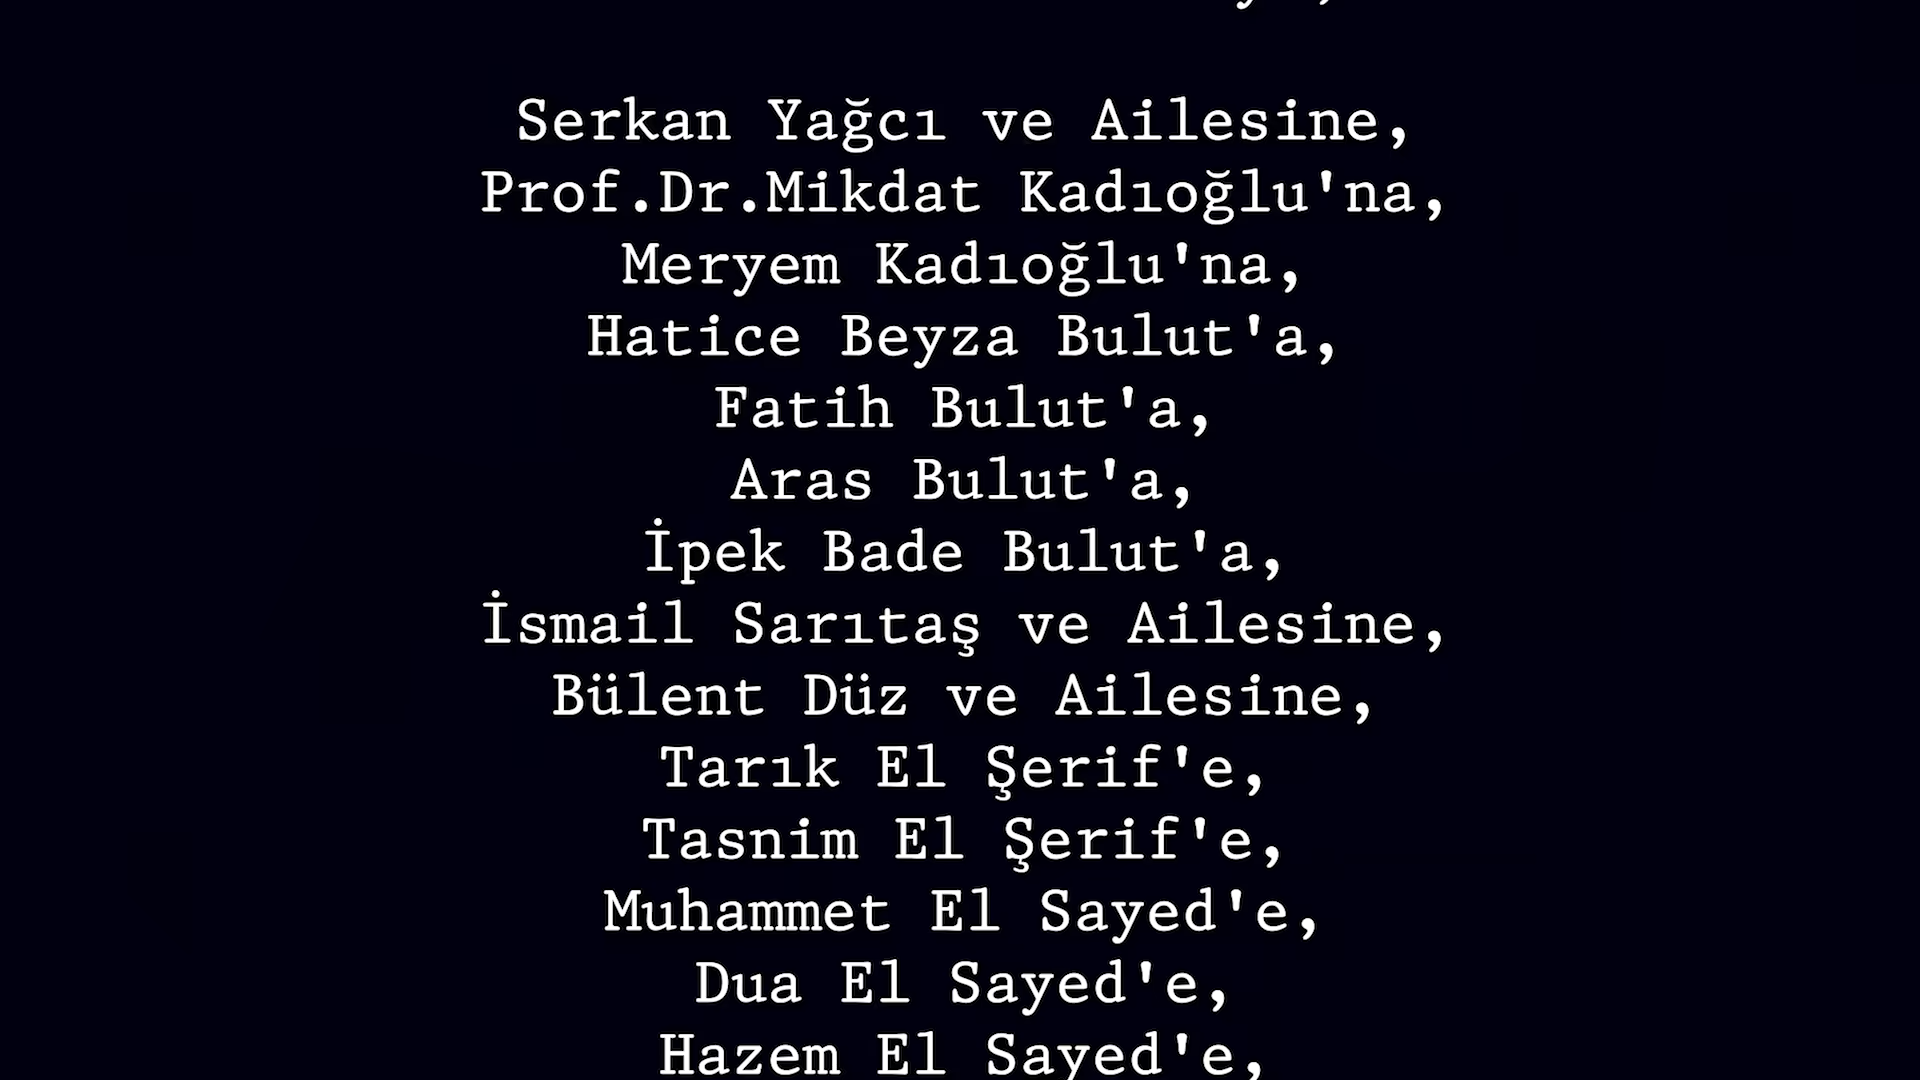 Serkan Yağcı ve Ailesine,
Prof.Dr.Mikdat Kadıoğlu'na,
Meryem Kadıoğlu'na,
Hatice Beyza Bulut'a,
Fatih Bulut'a,
Aras Bulut'a,
İpek Bade Bulut'a,
İsmail Sarıtaş ve Ailesine,
Bülent Düz ve Ailesine,
Tarık El Şerif'e,
Tasnim El Şerif'e,
Muhammet El Sayed'e,
Dua El Sayed'e,
Hazem El Sayed'e,